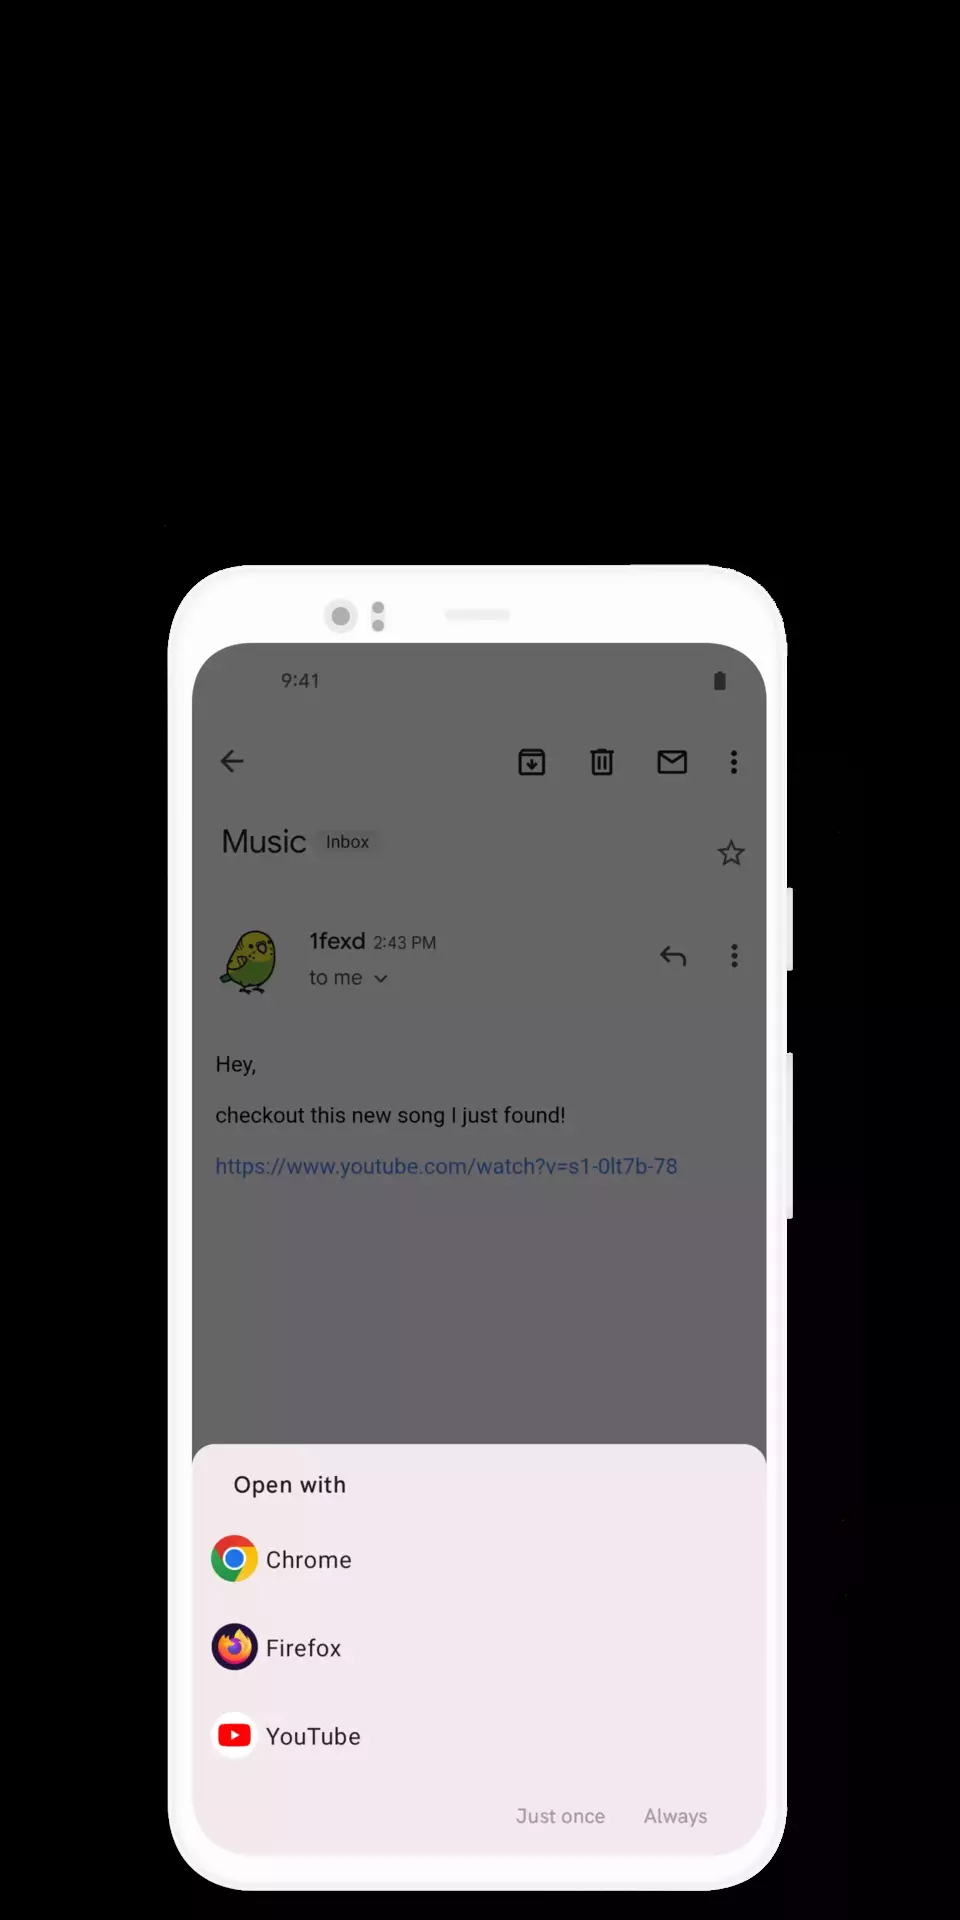 9:41
Music Inbox
1fexd 2:43 PM
to me
Hey,
checkout this new song I just found!
https://www.youtube.com/watch?v=s1-0lt7b-78
Open with
Chrome
Firefox
YouTube
Just once Always